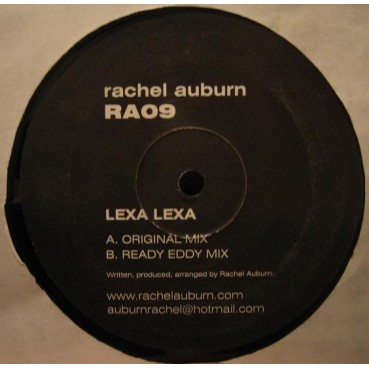 rachel auburn
RA09
LEXA LEXA
A. ORIGINAL MIX
B. READY EDDY MIX
Written, produced, arranged by Rachel Auburn.
www.rachelauburn.com
auburnrachel@hotmail.com